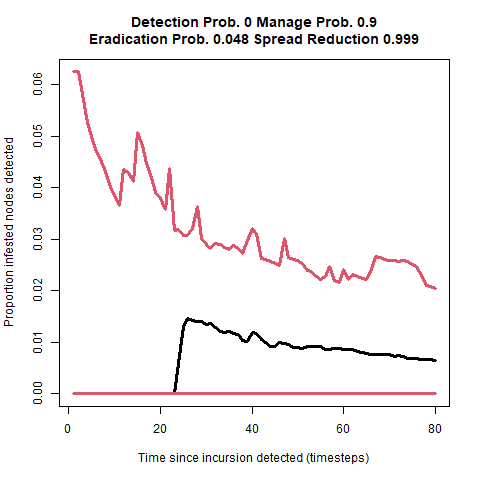 Detection Prob. 0 Manage Prob. 0.9
Eradication Prob. 0.048 Spread Reduction 0.999
Proportion infested nodes detected
0.06
0.05
0.04
0.03
0.02
0.01
0.00
0 20 40 60 80
Time since incursion detected (timesteps)